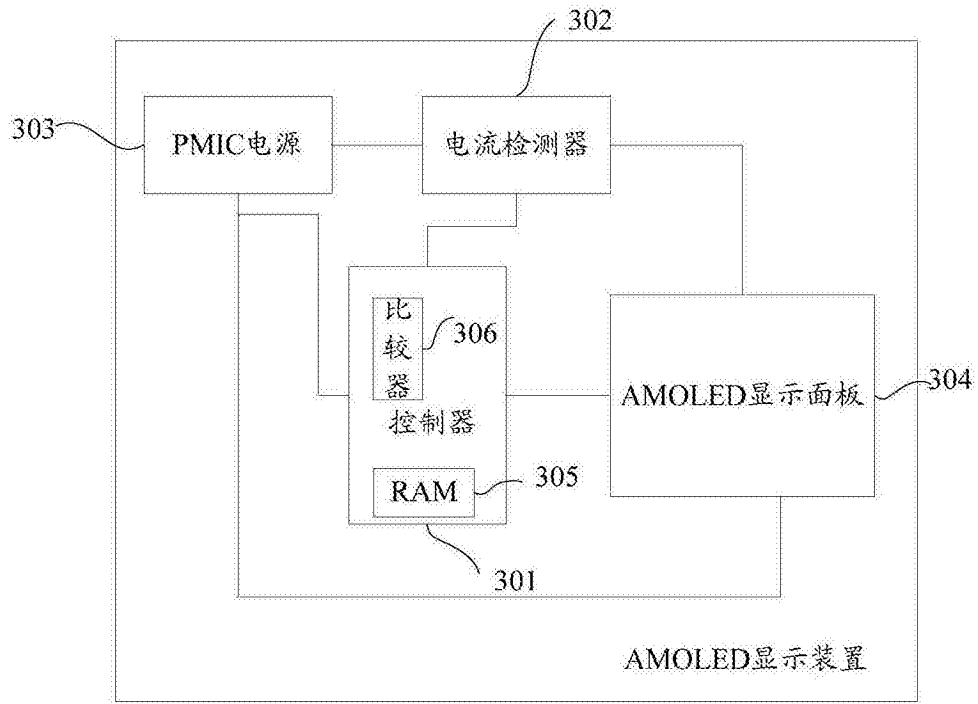 302
303
PMIC电源
电流检测器
比
较
器
306
控制器
AMOLED显示面板
304
RAM
305
301
AMOLED显示装置